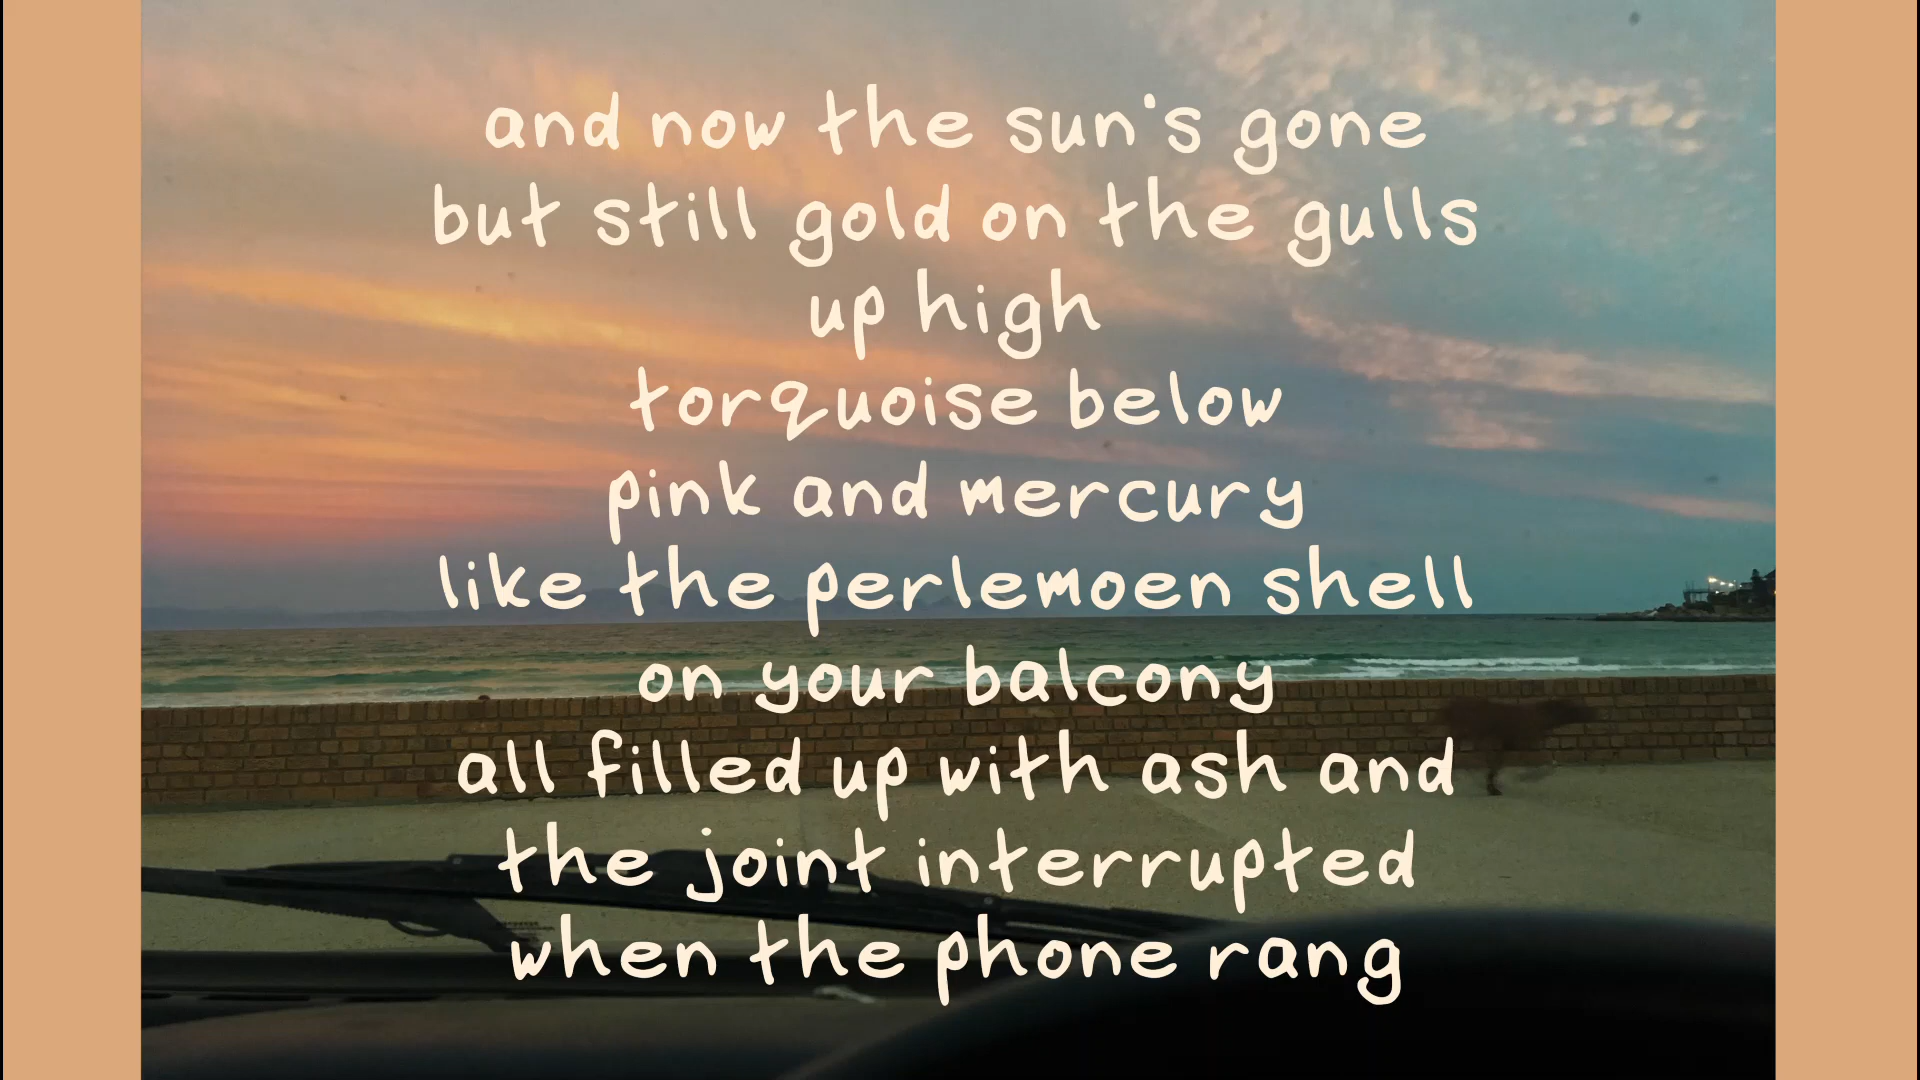 and now the sun's gone
but still gold on the gulls
up high
torquoise below
pink and mercury
like the perlemoen shell
on your balcony
all filled up with ash and
the joint interrupted
when the phone rang